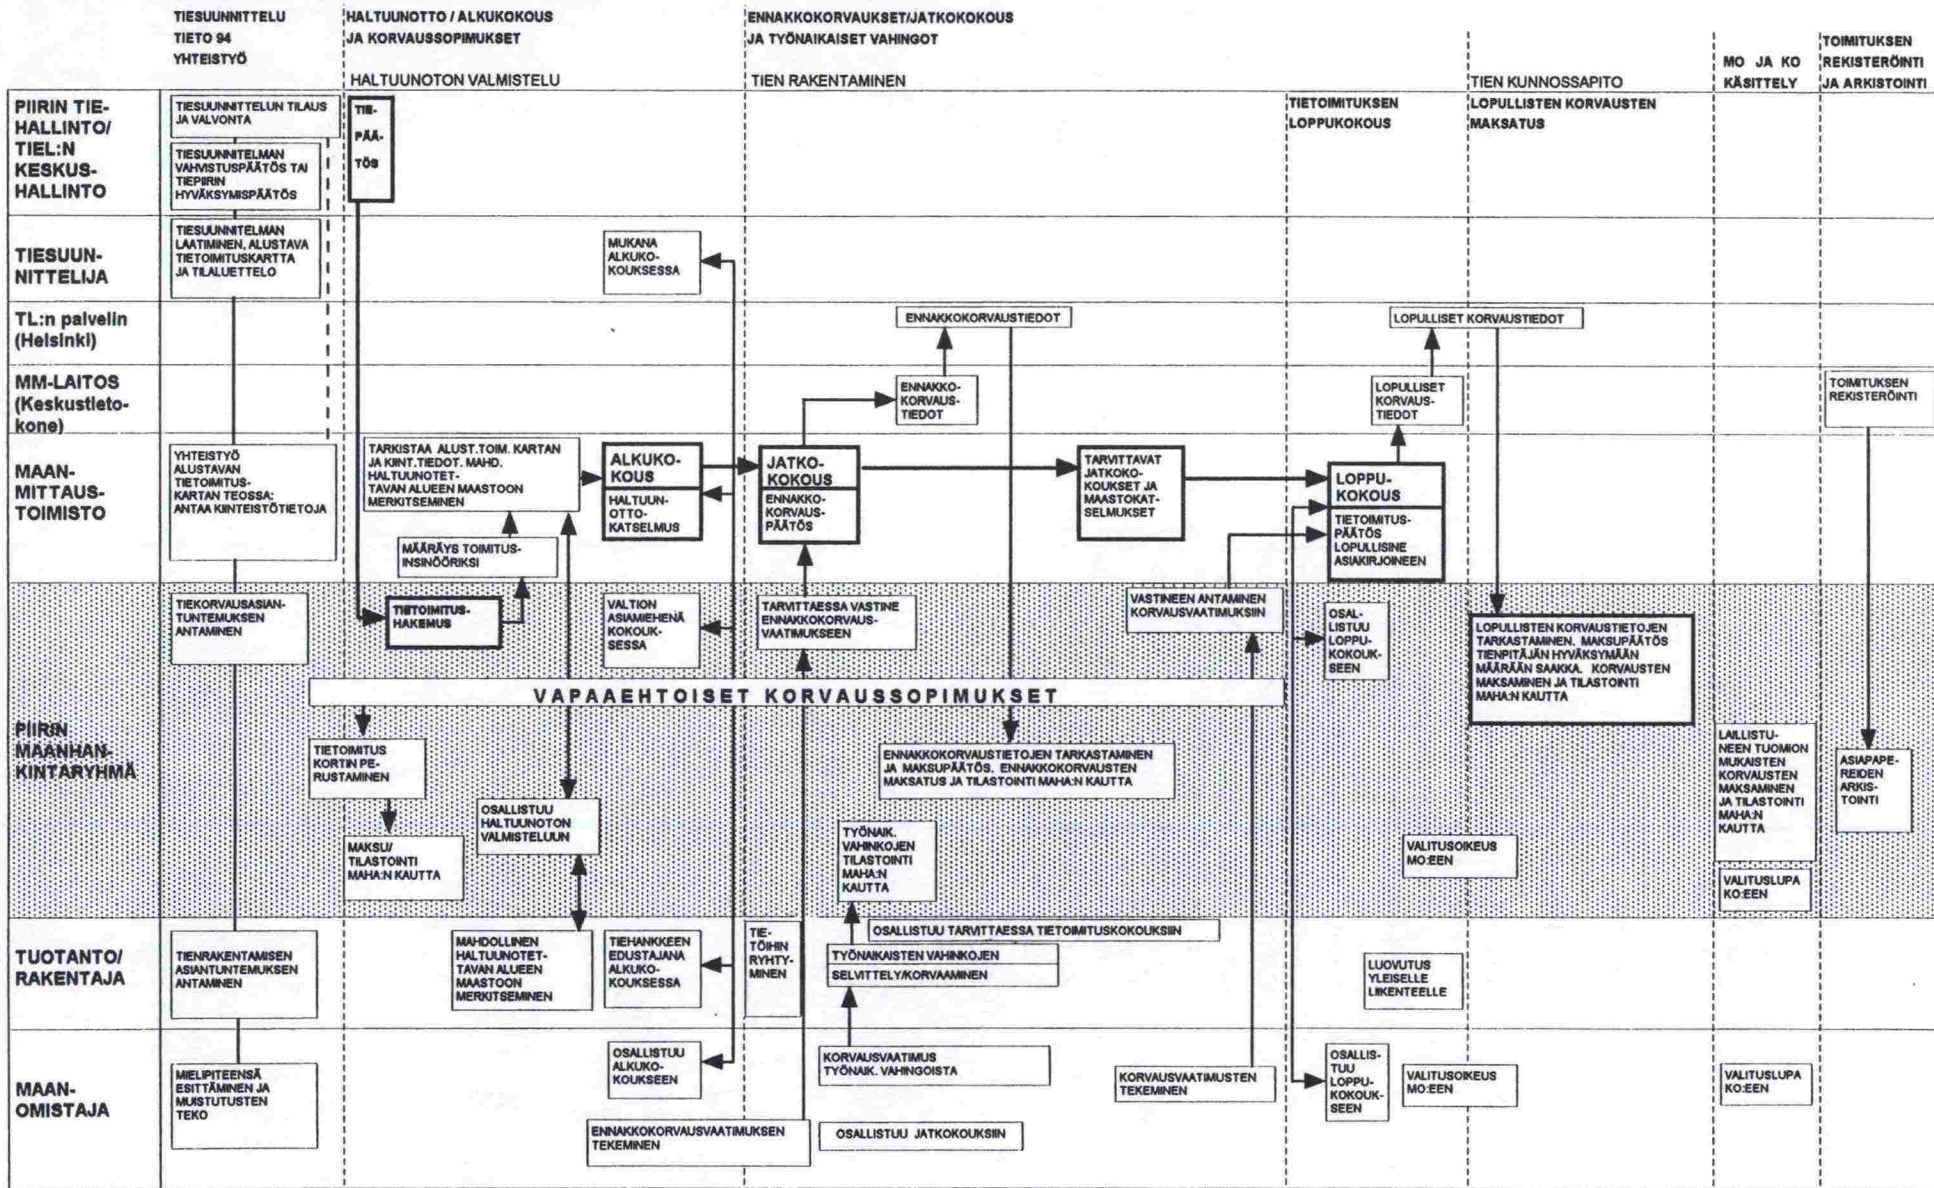 TIESUUNNITTELU
TIETO 94
YHTEISTYÖ
HALTUUNOTTO / ALKUKOKOUS
JA KORVAUSSOPIMUKSET
HALTUUNOTON VALMISTELU
ENNAKKOKORVAUKSET/JATKOKOKOUS
JA TYÖNAIKAISET VAHINGOT
TIEN RAKENTAMINEN
TIEN KUNNOSSAPITO
MO JA KO
KÄSITTELY
TOIMITUKSEN
REKISTERÖINTI
JA ARKISTOINTI
PIIRIN TIE-
HALLINTO/
TIEL:N
KESKUS-
HALLINTO
TIESUUNNITTELUN TILAUS
JA VALVONTA
TIESUUNNITELMAN
VAHVISTUSPÄÄTÖS TAI
TIEPIIRIN
HYVÄKSYMISPÄÄTÖS
TIE-
PÄÄ-
TÖS
TIETOIMITUKSEN
LOPPUKOKOUS
LOPULLISTEN KORVAUSTEN
MAKSATUS
TIESUUN-
NITTELIJA
TIESUUNNITELMAN
LAATIMINEN, ALUSTAVA
TIETOIMITUSKARTTA
JA TILALUETTELO
MUKANA
ALKUKO-
KOUKSESSA
TL:n palvelin
(Helsinki)
ENNAKKOKORVAUSTIEDOT
LOPULLISET KORVAUSTIEDOT
MM-LAITOS
(Keskustieto-
kone)
ENNAKKO-
KORVAUS-
TIEDOT
LOPULLISET
KORVAUS-
TIEDOT
TOIMITUKSEN
REKISTERÖINTI
MAAN-
MITTAUS-
TOIMISTO
YHTEISTYÖ
ALUSTAVAN
TIETOIMITUS-
KARTAN TEOSSA:
ANTAA KIINTEISTÖTIETOJA
TARKISTAA ALUST.TOIM. KARTAN
JA KIINT.TIEDOT. MAHD.
HALTUUNOTET-
TAVAN ALUEEN MAASTOON
MERKITSEMINEN
MÄÄRÄYS TOIMITUS-
INSINÖÖRIKSI
ALKUKO-
KOUS
HALTUUN-
OTTO-
KATSELMUS
JATKO-
KOKOUS
ENNAKKO-
KORVAUS-
PÄÄTÖS
TARVITTAVAT
JATKOKO-
KOUKSET JA
MAASTOKAT-
SELMUKSET
LOPPU-
KOKOUS
TIETOIMITUS-
PÄÄTÖS
LOPULLISINE
ASIAKIRJOINEEN
PIIRIN
MAANHAN-
KINTARYHMÄ
TIEKORVAUSASIAN-
TUNTEMUKSEN
ANTAMINEN
TIETOIMITUS-
HAKEMUS
VALTION
ASIAMIEHENÄ
KOKOUK-
SESSA
TARVITTAESSA VASTINE
ENNAKKOKORVAUS-
VAATIMUKSEEN
VASTINEEN ANTAMINEN
KORVAUSVAATIMUKSIIN
OSAL-
LISTUU
LOPPU-
KOKOUK-
SEEN
LOPULLISTEN KORVAUSTIETOJEN
TARKASTAMINEN, MAKSUPÄÄTÖS
TIENPITÄJÄN HYVÄKSYMÄÄN
MÄÄRÄÄN SAAKKA. KORVAUSTEN
MAKSAMINEN JA TILASTOINTI
MAHA:N KAUTTA
VAPAAEHTOISET KORVAUSSOPIMUKSET
TIETOIMITUS
KORTIN PE-
RUSTAMINEN
MAKSU/
TILASTOINTI
MAHA:N KAUTTA
OSALLISTUU
HALTUUNOTON
VALMISTELUUN
ENNAKKOKORVAUSTIETOJEN TARKASTAMINEN
JA MAKSUPÄÄTÖS. ENNAKKOKORVAUSTEN
MAKSATUS JA TILASTOINTI MAHA:N KAUTTA
TYÖNAIK.
VAHINKOJEN
TILASTOINTI
MAHA:N
KAUTTA
VALITUSOIKEUS
MO:EEN
LAILLISTU-
NEEN TUOMION
MUKAISTEN
KORVAUSTEN
MAKSAMINEN
JA TILASTOINTI
MAHA:N
KAUTTA
VALITUSLUPA
KO:EEN
ASIAPAPE-
REIDEN
ARKIS-
TOINTI
TUOTANTO/
RAKENTAJA
TIENRAKENTAMISEN
ASIANTUNTEMUKSEN
ANTAMINEN
MAHDOLLINEN
HALTUUNOTET-
TAVAN ALUEEN
MAASTOON
MERKITSEMINEN
TIEHANKKEEN
EDUSTAJANA
ALKUKO-
KOUKSESSA
TIE-
TÖIHIN
RYHTY-
MINEN
OSALLISTUU TARVITTAESSA TIETOIMITUSKOKOUKSIIN
TYÖNAIKAISTEN VAHINKOJEN
SELVITTELY/KORVAAMINEN
LUOVUTUS
YLEISELLE
LIIKENTEELLE
MAAN-
OMISTAJA
MIELIPITEENSÄ
ESITTÄMINEN JA
MUISTUTUSTEN
TEKO
OSALLISTUU
ALKUKO-
KOUKSEEN
ENNAKKOKORVAUSVAATIMUKSEN
TEKEMINEN
KORVAUSVAATIMUS
TYÖNAIK. VAHINGOISTA
OSALLISTUU JATKOKOUKSIIN
KORVAUSVAATIMUSTEN
TEKEMINEN
OSALLIS-
TUU
LOPPU-
KOKOUK-
SEEN
VALITUSOIKEUS
MO:EEN
VALITUSLUPA
KO:EEN